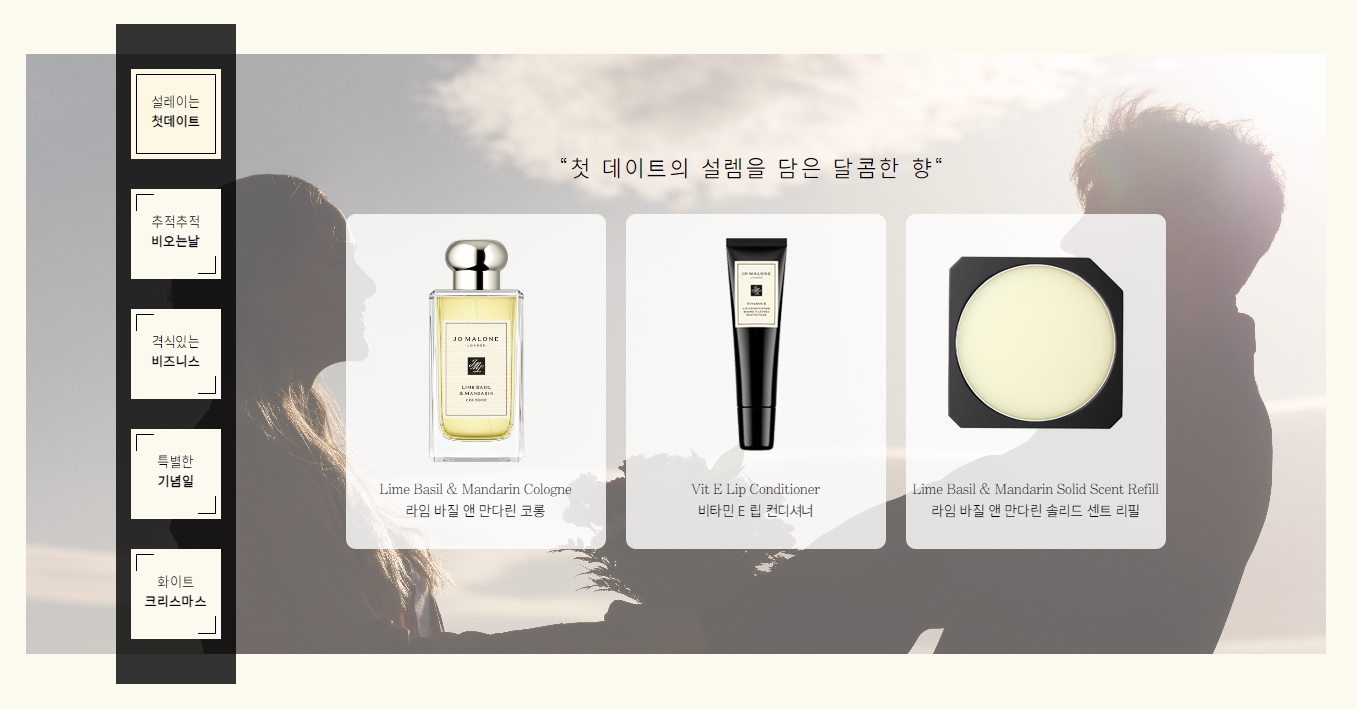 설레이는
첫데이트
추적추적
비오는날
격식있는
비즈니스
특별한
기념일
화이트
크리스마스
“첫 데이트의 설렘을 담은 달콤한 향“
JO MALONE
LONDON
LIME BASIL
& MANDARIN
COLOGNE
Lime Basil & Mandarin Cologne
라임 바질 앤 만다린 코롱
JO MALONE
LONDON
VITAMIN E
LIP CONDITIONER
Vit E Lip Conditioner
비타민 E 립 컨디셔너
Lime Basil & Mandarin Solid Scent Refill
라임 바질 앤 만다린 솔리드 센트 리필